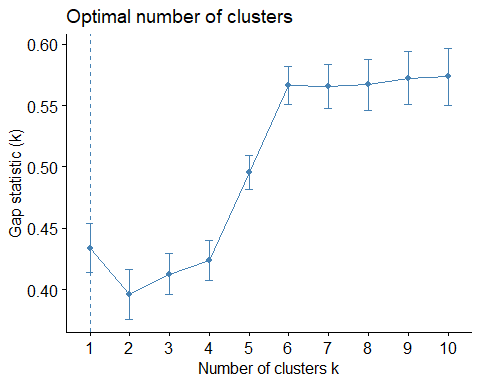 Optimal number of clusters
Gap statistic (k)
0.60
0.55
0.50
0.45
0.40
1 2 3 4 5 6 7 8 9 10
Number of clusters k